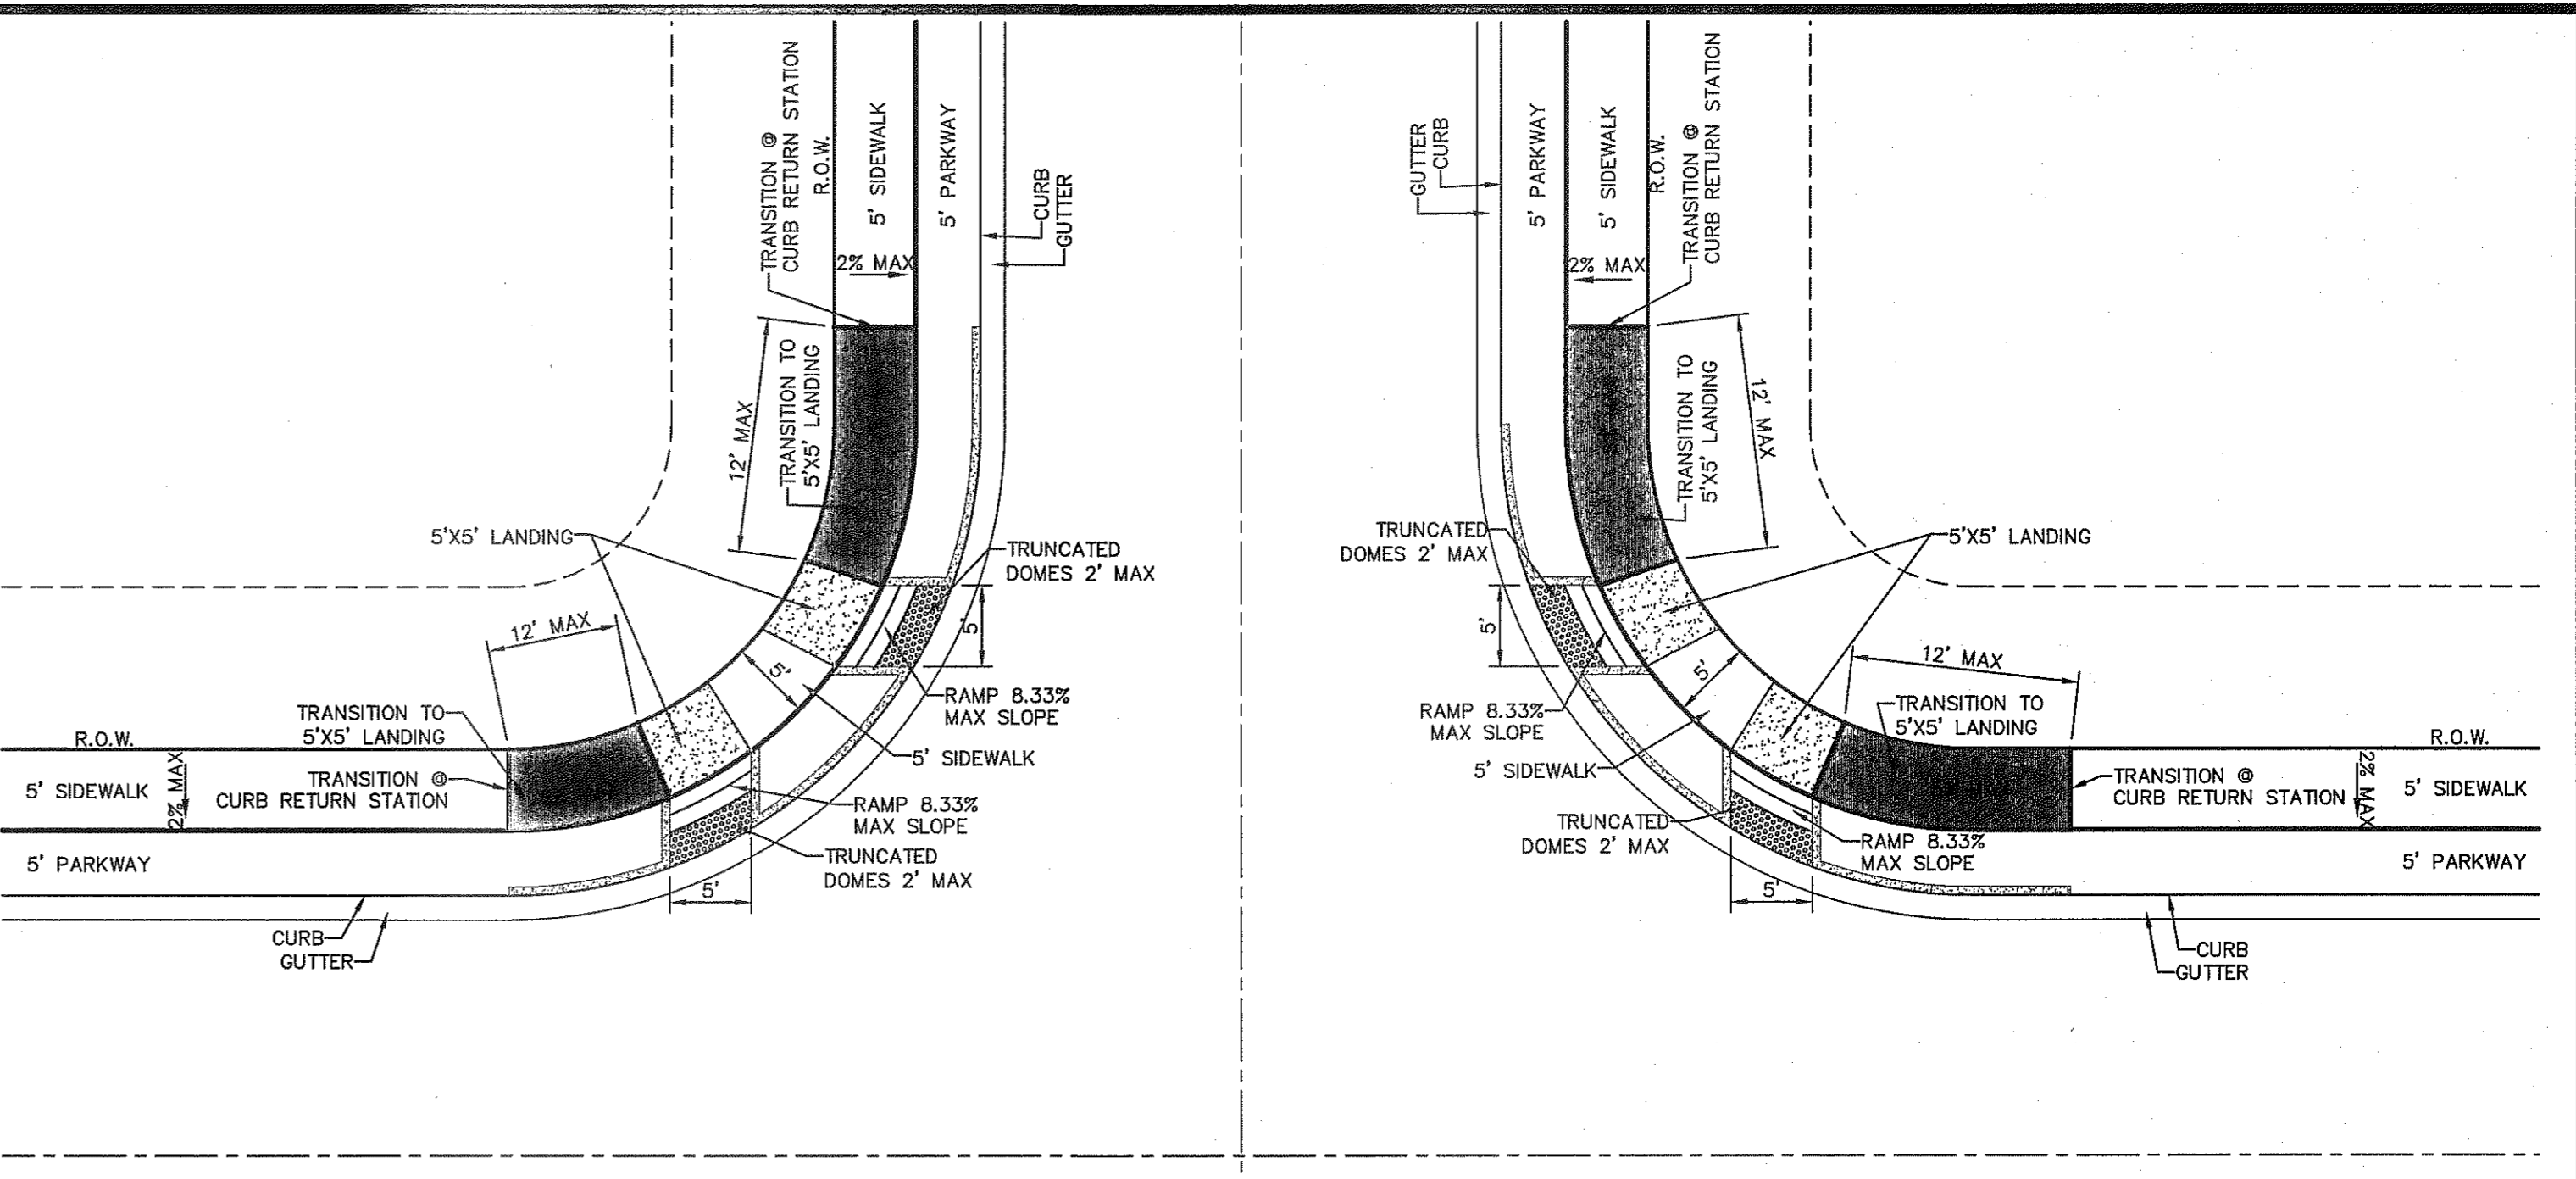 TRANSITION @
CURB RETURN STATION
R.O.W.
5' SIDEWALK
5' PARKWAY
CURB
GUTTER
2% MAX
12' MAX
TRANSITION TO
5'X5' LANDING
5'X5' LANDING
TRUNCATED
DOMES 2' MAX
5'
12' MAX
5'
RAMP 8.33%
MAX SLOPE
5' SIDEWALK
TRANSITION TO
5'X5' LANDING
R.O.W.
TRANSITION @
CURB RETURN STATION
5' SIDEWALK
2% MAX
RAMP 8.33%
MAX SLOPE
TRUNCATED
DOMES 2' MAX
5' PARKWAY
5'
CURB
GUTTER
GUTTER
CURB
5' PARKWAY
5' SIDEWALK
R.O.W.
TRANSITION @
CURB RETURN STATION
2% MAX
TRANSITION TO
5'X5' LANDING
12' MAX
TRUNCATED
DOMES 2' MAX
5'X5' LANDING
5'
5'
12' MAX
RAMP 8.33%
MAX SLOPE
TRANSITION TO
5'X5' LANDING
R.O.W.
5' SIDEWALK
TRANSITION @
CURB RETURN STATION
2% MAX
5' SIDEWALK
TRUNCATED
DOMES 2' MAX
RAMP 8.33%
MAX SLOPE
5' PARKWAY
5'
CURB
GUTTER